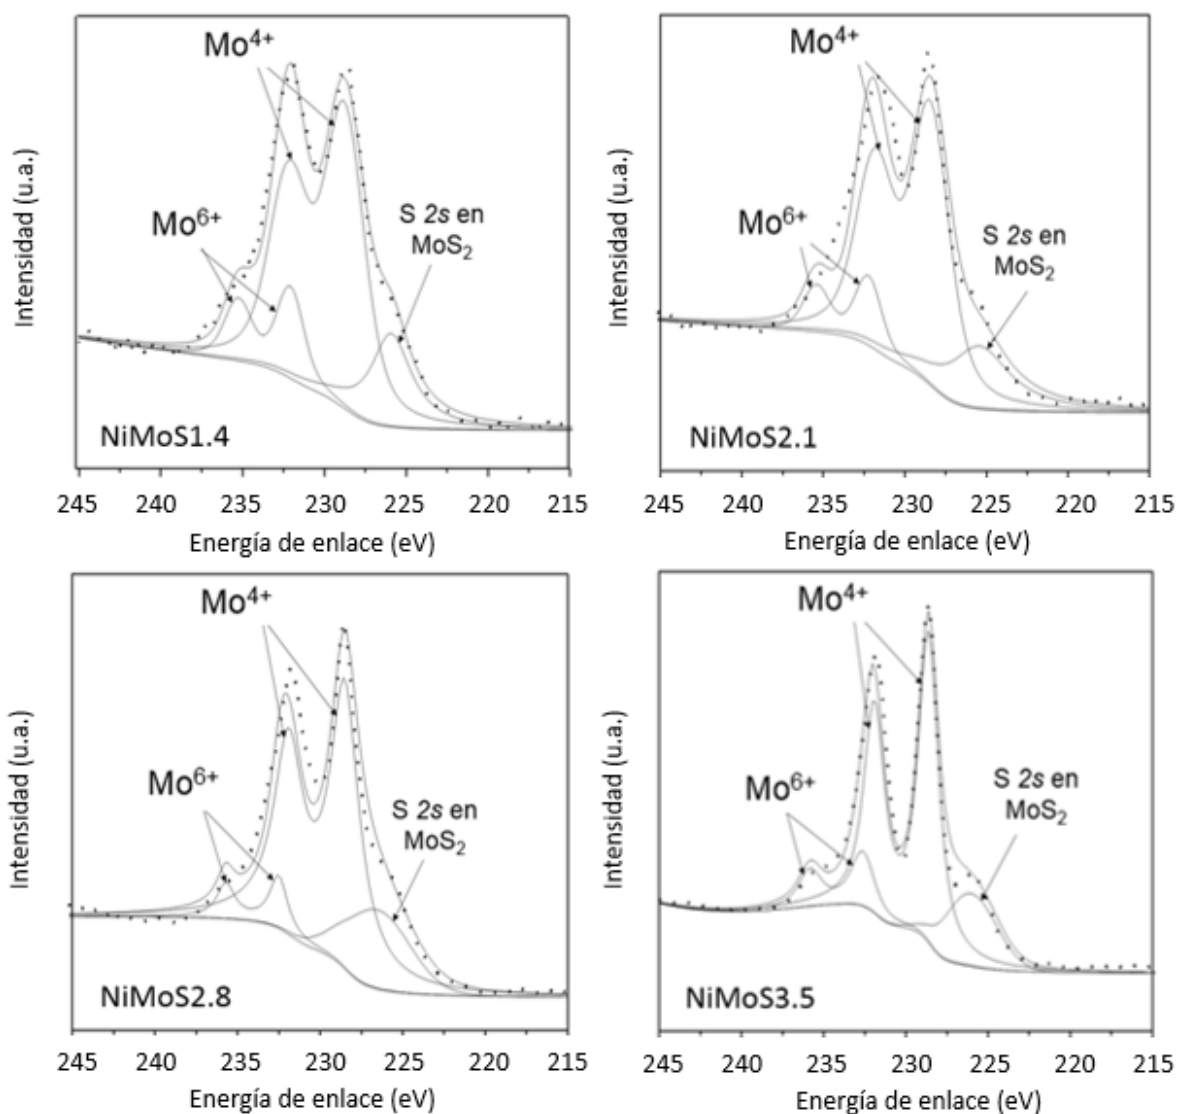 Mo⁴⁺
Mo⁶⁺
S 2s en
MoS₂
Intensidad (u.a.)
NiMoS1.4
245 240 235 230 225 220 215
Energía de enlace (eV)
Mo⁴⁺
Mo⁶⁺
S 2s en
MoS₂
Intensidad (u.a.)
NiMoS2.1
245 240 235 230 225 220 215
Energía de enlace (eV)
Mo⁴⁺
Mo⁶⁺
S 2s en
MoS₂
Intensidad (u.a.)
NiMoS2.8
245 240 235 230 225 220 215
Energía de enlace (eV)
Mo⁴⁺
Mo⁶⁺
S 2s en
MoS₂
Intensidad (u.a.)
NiMoS3.5
245 240 235 230 225 220 215
Energía de enlace (eV)